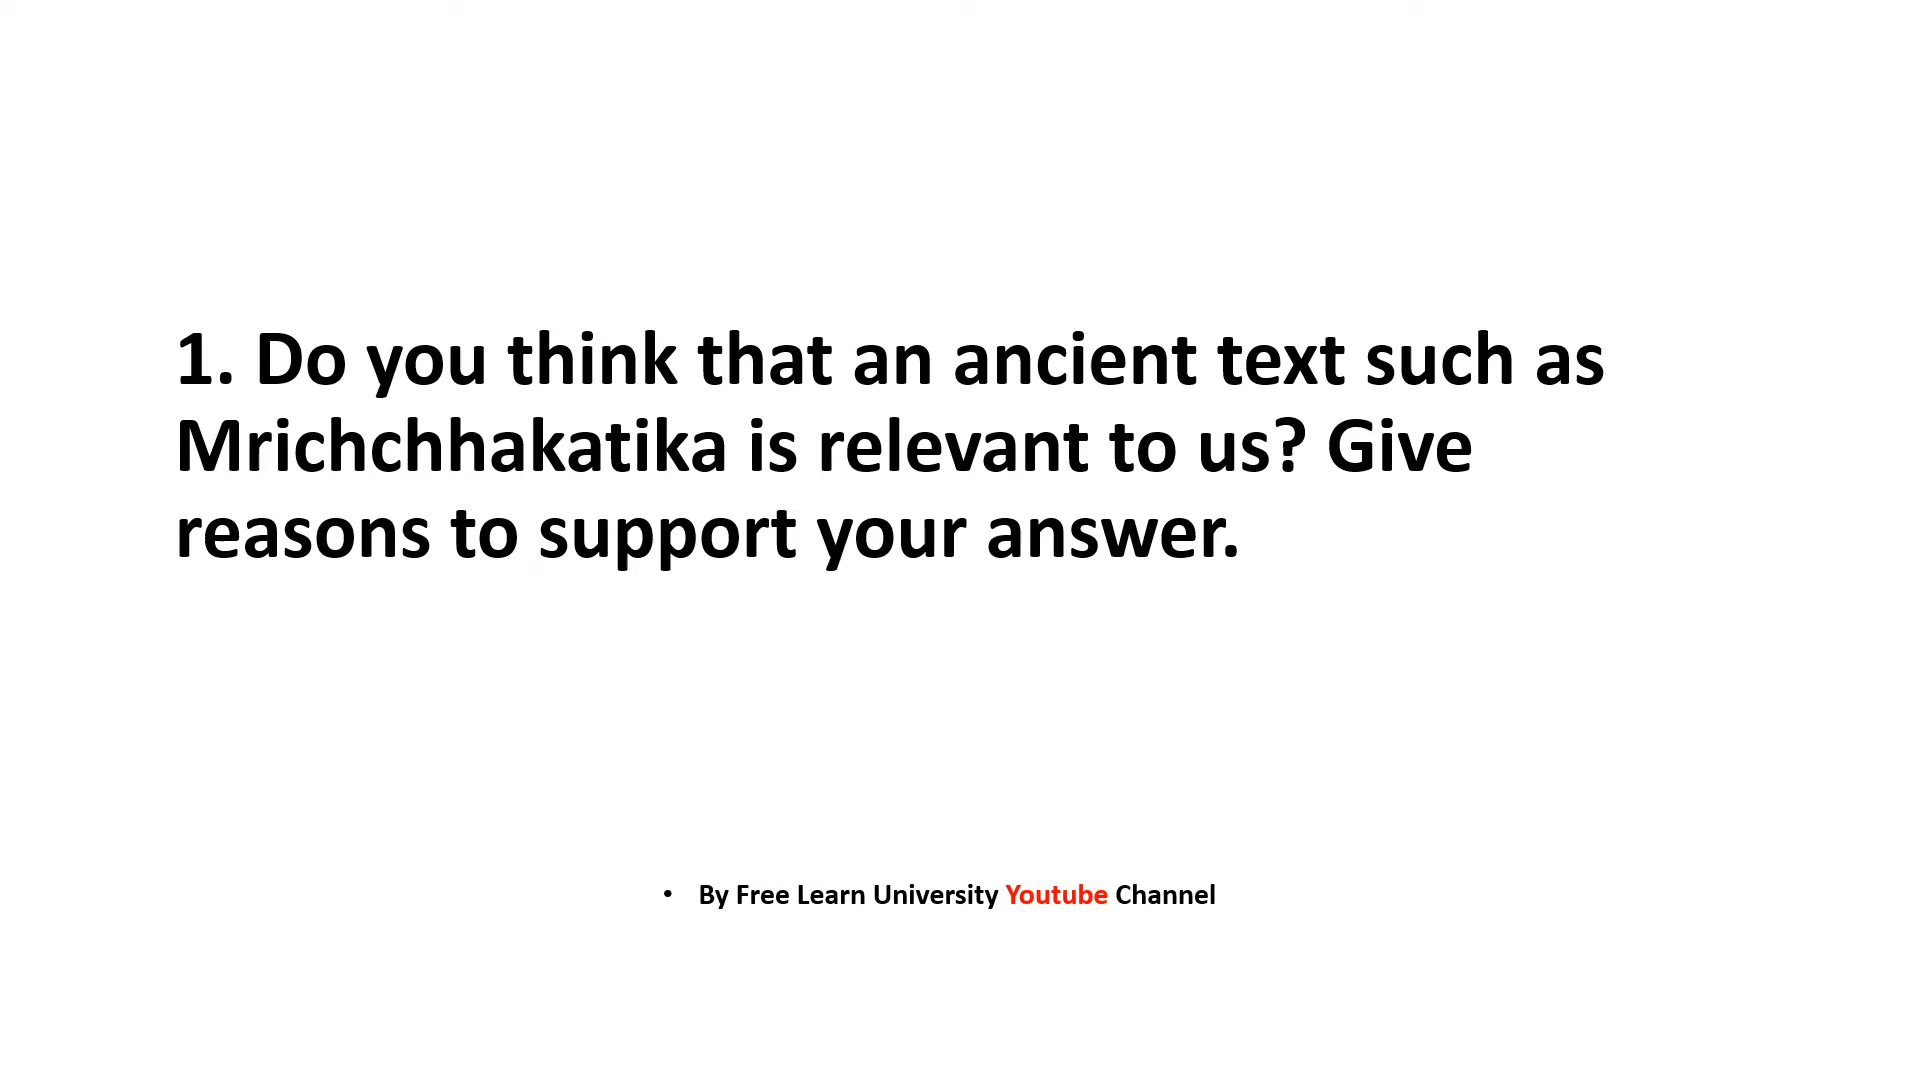 1. Do you think that an ancient text such as
Mrichchhakatika is relevant to us? Give
reasons to support your answer.
• By Free Learn University Youtube Channel